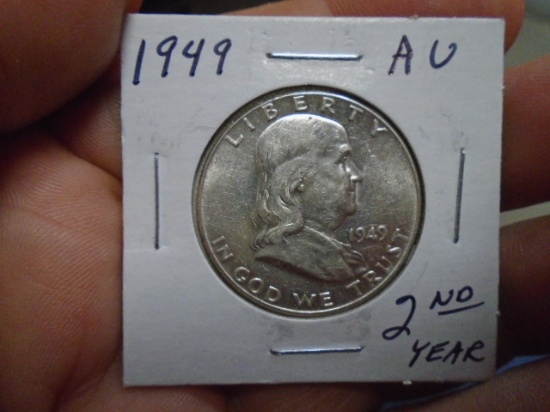 1949 AU
LIBERTY
1949
IN GOD WE TRUST
2ND
YEAR